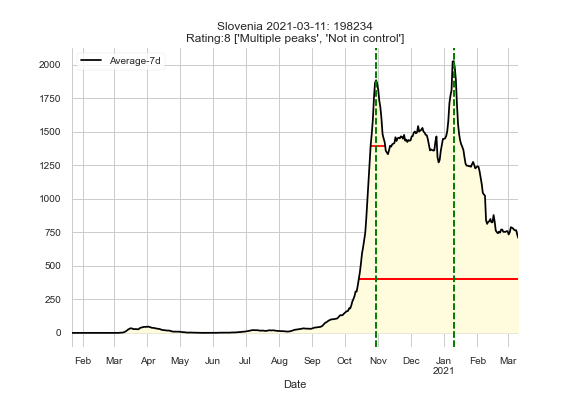 Slovenia 2021-03-11: 198234
Rating:8 ['Multiple peaks', 'Not in control']
Average-7d
2000
1750
1500
1250
1000
750
500
250
0
Feb Mar Apr May Jun Jul Aug Sep Oct Nov Dec Jan Feb Mar
2021
Date